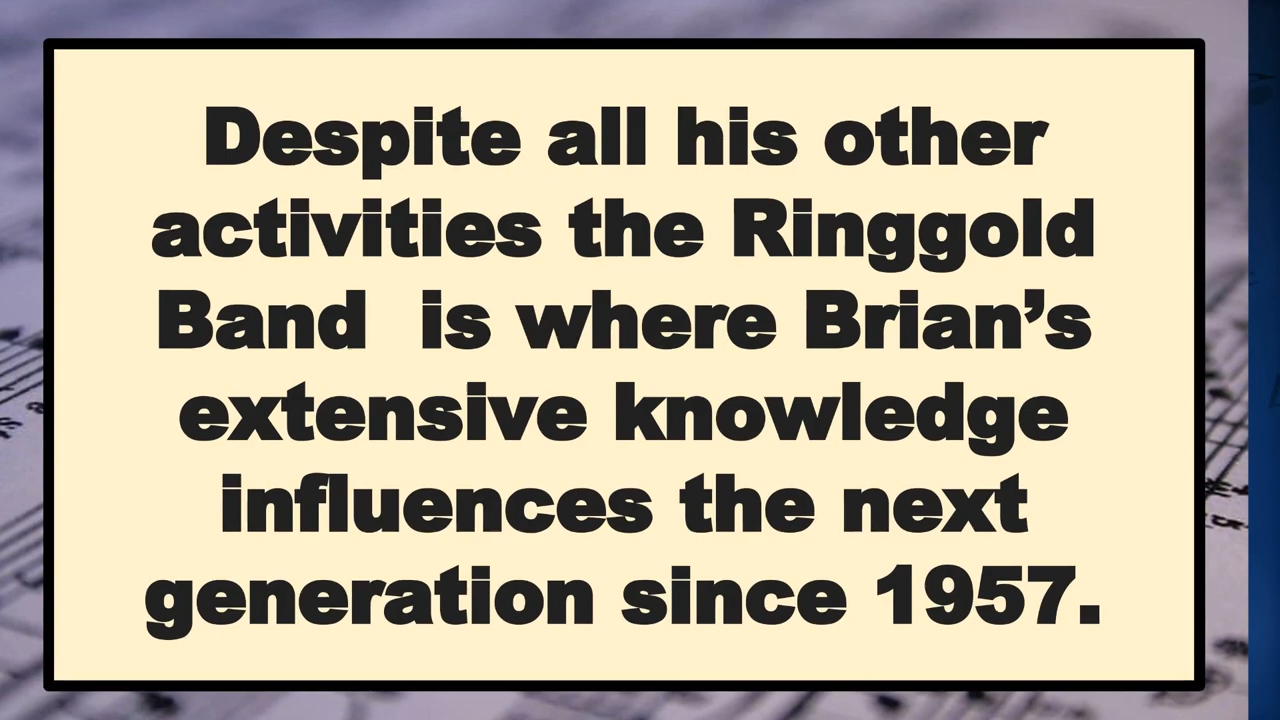 Despite all his other
activities the Ringgold
Band  is where Brian’s
extensive knowledge
influences the next
generation since 1957.